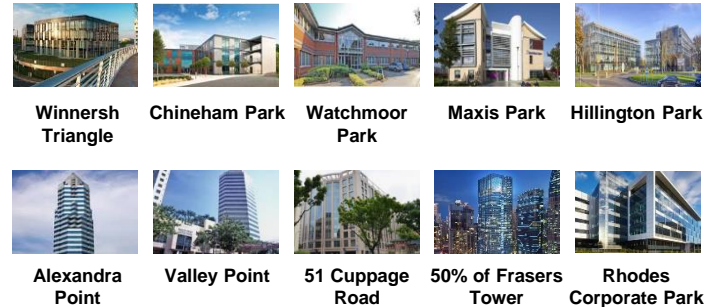 Winnersh Triangle
Chineham Park
Watchmoor Park
Maxis Park
Hillington Park
Alexandra Point
Valley Point
51 Cuppage Road
50% of Frasers Tower
Rhodes Corporate Park